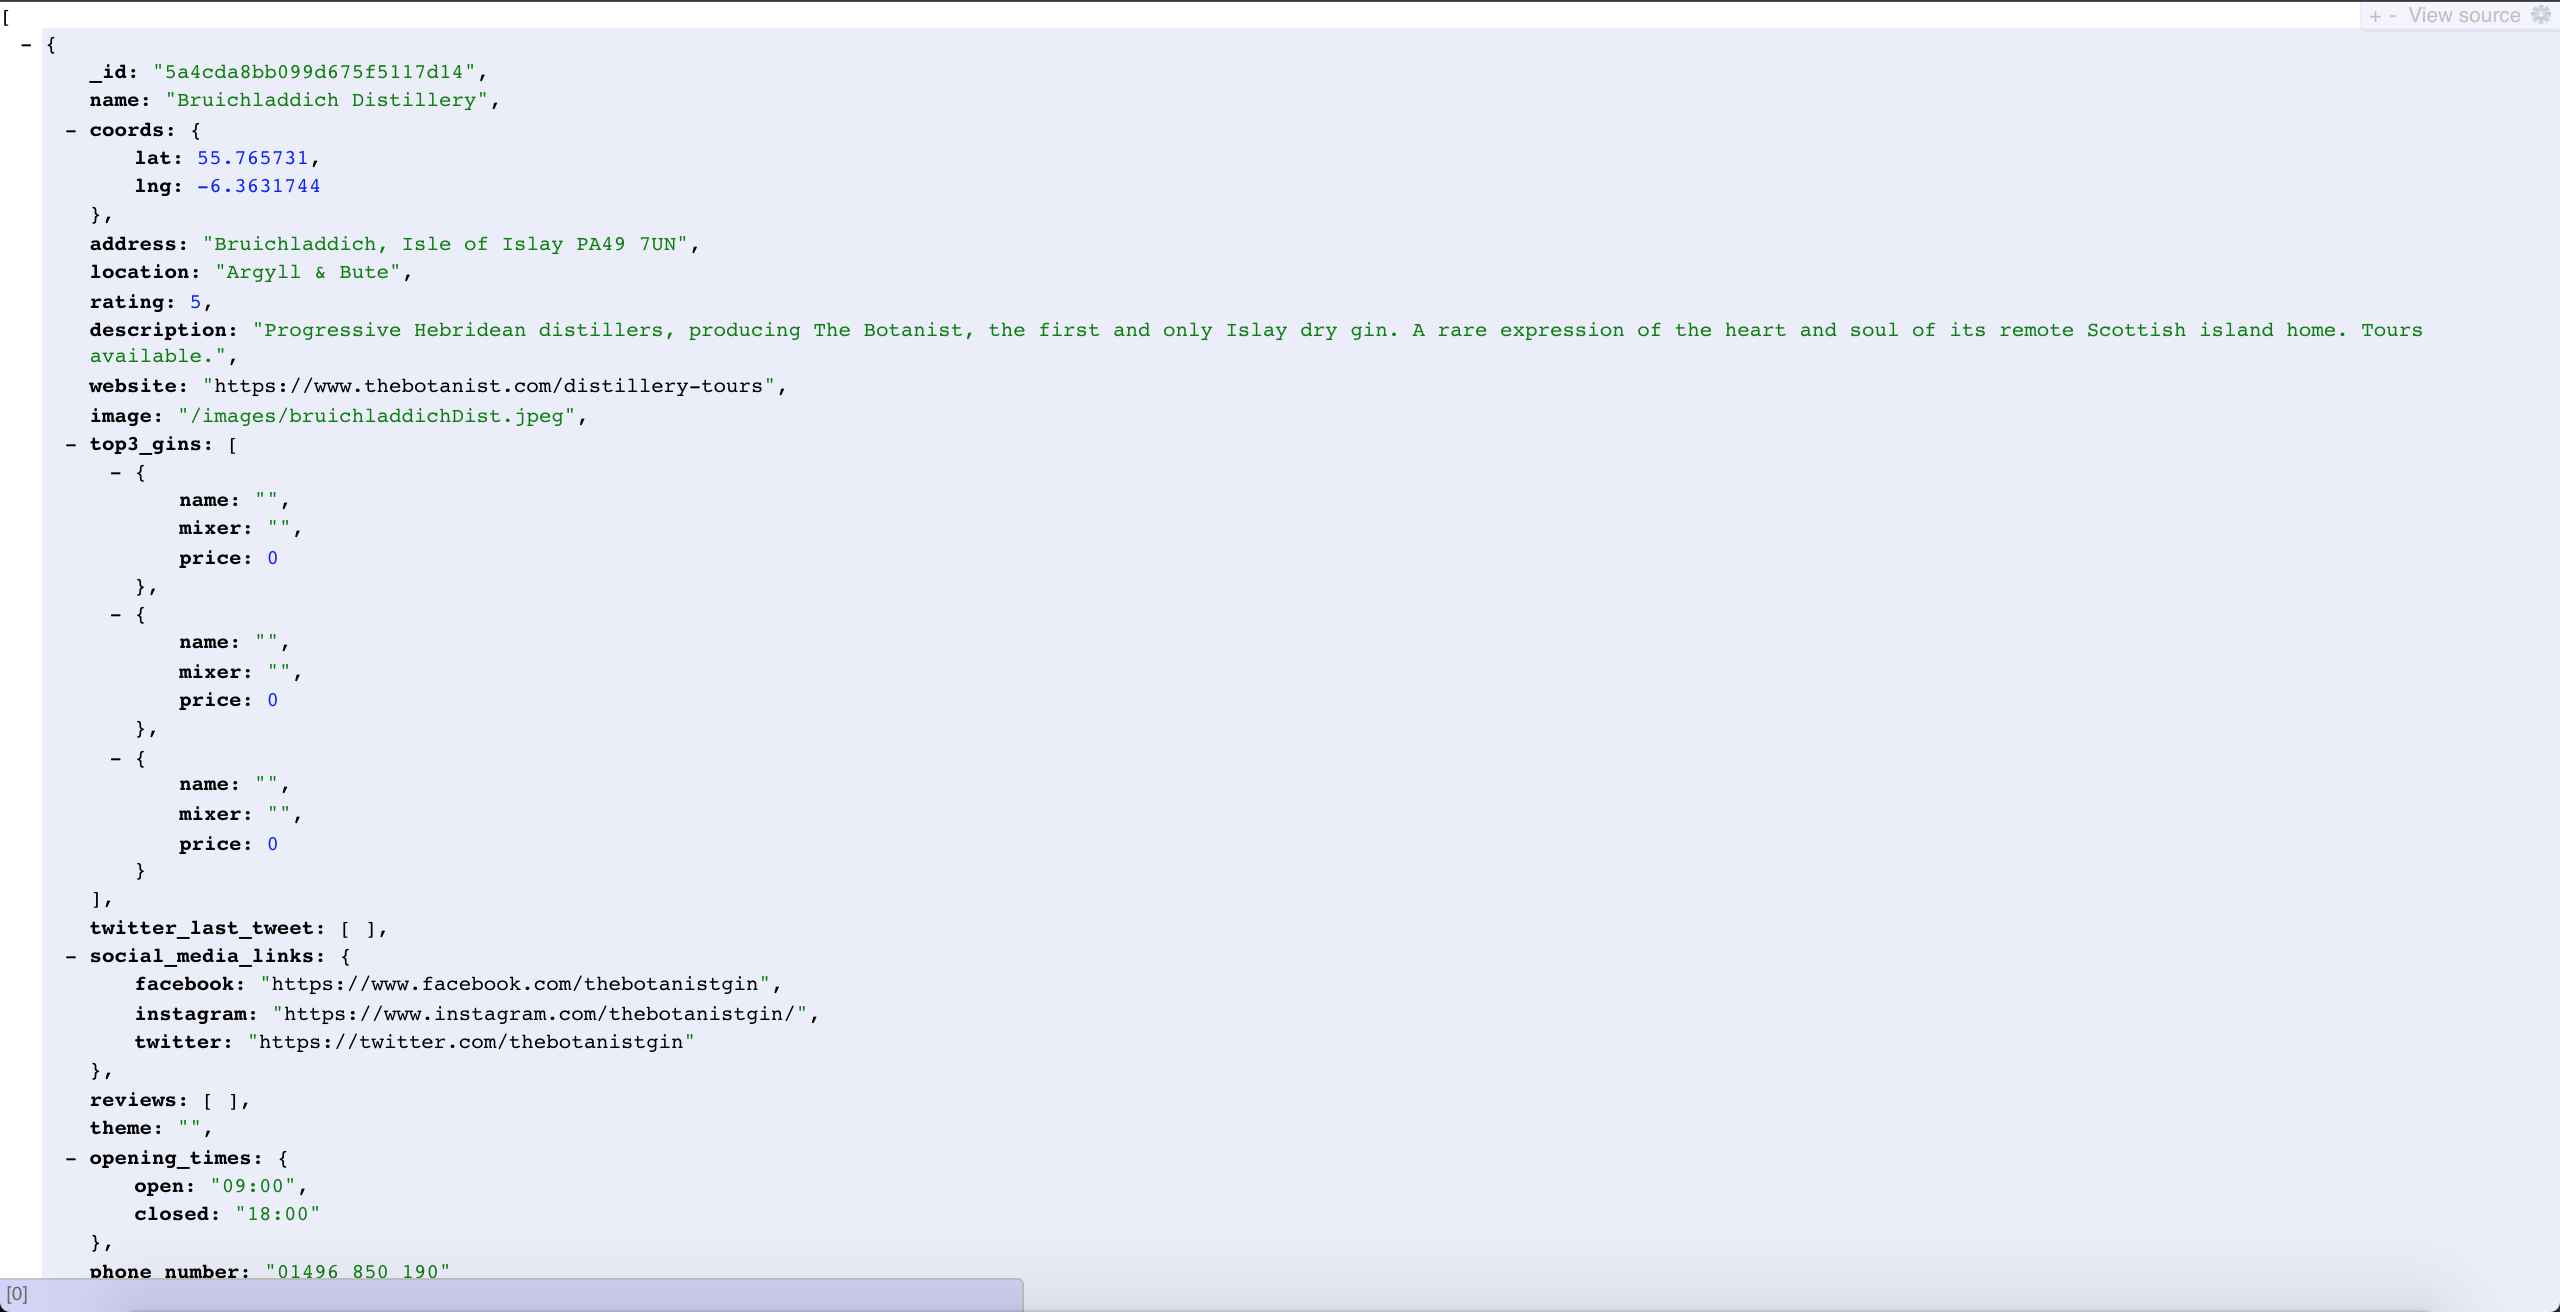 [
+ - View source
- {
_id: "5a4cda8bb099d675f5117d14",
name: "Bruichladdich Distillery",
- coords: {
lat: 55.765731,
lng: -6.3631744
},
address: "Bruichladdich, Isle of Islay PA49 7UN",
location: "Argyll & Bute",
rating: 5,
description: "Progressive Hebridean distillers, producing The Botanist, the first and only Islay dry gin. A rare expression of the heart and soul of its remote Scottish island home. Tours
available.",
website: "https://www.thebotanist.com/distillery-tours",
image: "/images/bruichladdichDist.jpeg",
- top3_gins: [
- {
name: "",
mixer: "",
price: 0
},
- {
name: "",
mixer: "",
price: 0
},
- {
name: "",
mixer: "",
price: 0
}
],
twitter_last_tweet: [ ],
- social_media_links: {
facebook: "https://www.facebook.com/thebotanistgin",
instagram: "https://www.instagram.com/thebotanistgin/",
twitter: "https://twitter.com/thebotanistgin"
},
reviews: [ ],
theme: "",
- opening_times: {
open: "09:00",
closed: "18:00"
},
phone_number: "01496 850 190"
[0]